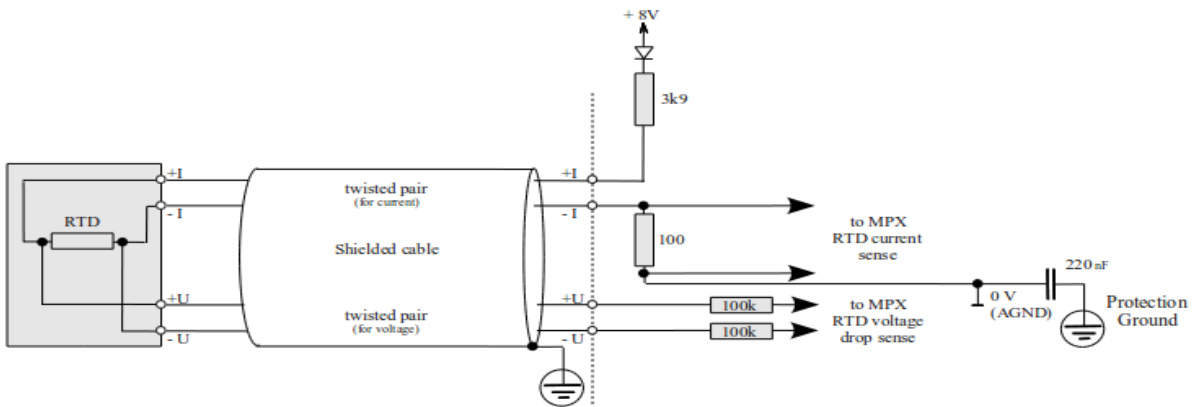 + 8V
3k9
+I
- I
RTD
+U
- U
twisted pair
(for current)
Shielded cable
twisted pair
(for voltage)
+I
- I
+U
- U
100
to MPX
RTD current
sense
100k
100k
to MPX
RTD voltage
drop sense
0 V
(AGND)
220 nF
Protection
Ground